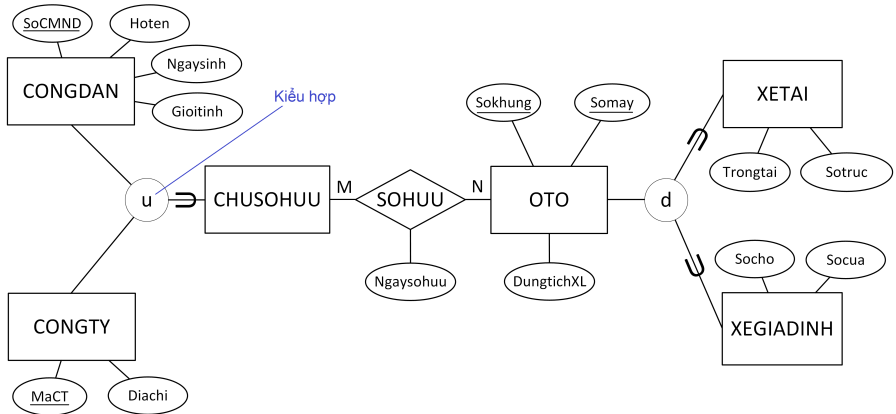 SoCMND
Hoten
CONGDAN
Ngaysinh
Gioitinh
Kiểu hợp
u
CHUSOHUU
M
SOHUU
N
Ngaysohuu
Sokhung
Somay
OTO
DungtichXL
d
XETAI
Trongtai
Sotruc
Socho
Socua
XEGIADINH
CONGTY
MaCT
Diachi